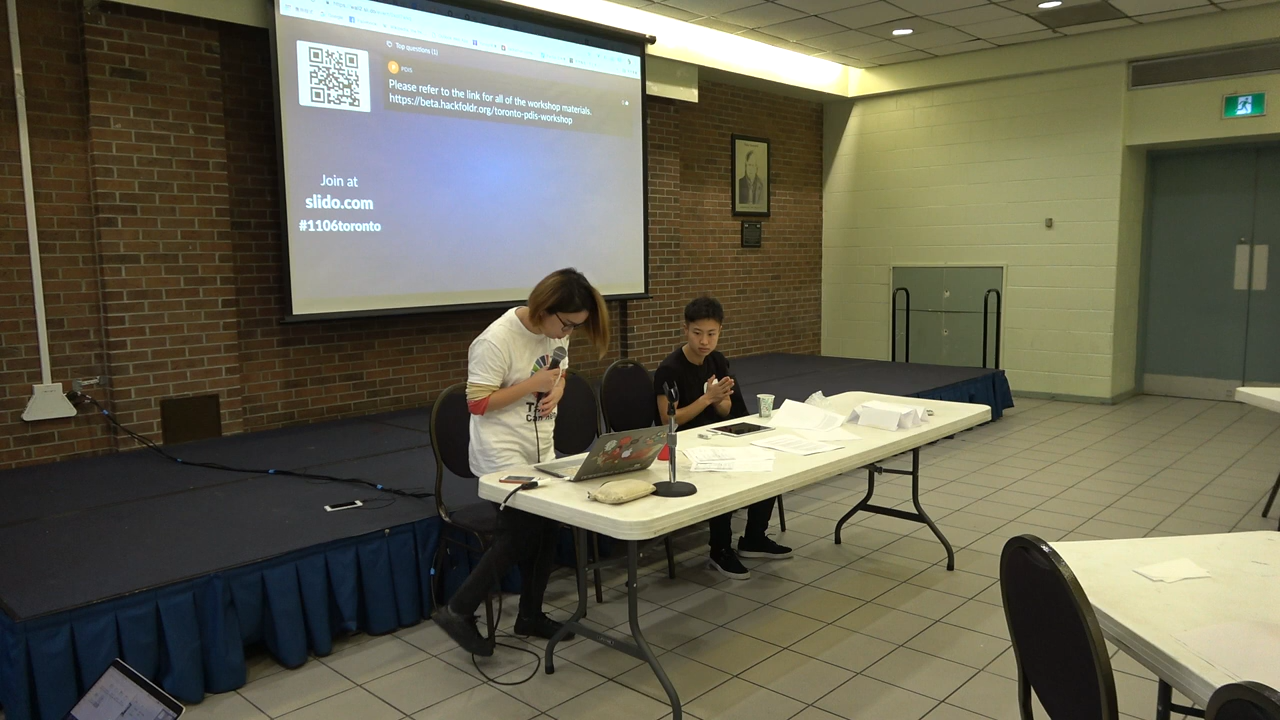 Top questions (1)
PDIS
Please refer to the link for all of the workshop materials.
https://beta.hackfoldr.org/toronto-pdis-workshop
Join at
slido.com
#1106toronto